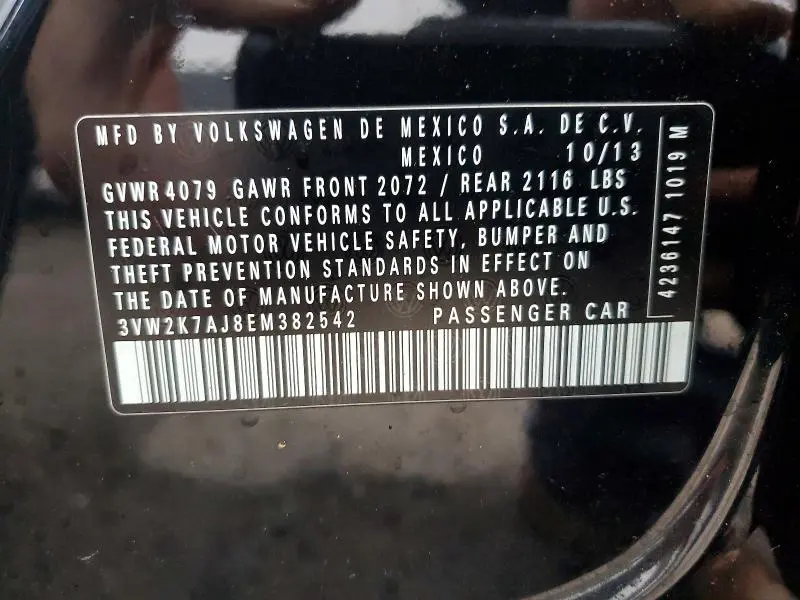 MFD BY VOLKSWAGEN DE MEXICO S.A. DE C.V.
MEXICO 10/13
GVWR 4079 GAWR FRONT 2072 / REAR 2116 LBS
THIS VEHICLE CONFORMS TO ALL APPLICABLE U.S.
FEDERAL MOTOR VEHICLE SAFETY, BUMPER AND
THEFT PREVENTION STANDARDS IN EFFECT ON
THE DATE OF MANUFACTURE SHOWN ABOVE.
3VW2K7AJ8EM382542 PASSENGER CAR
4236147 1019 M